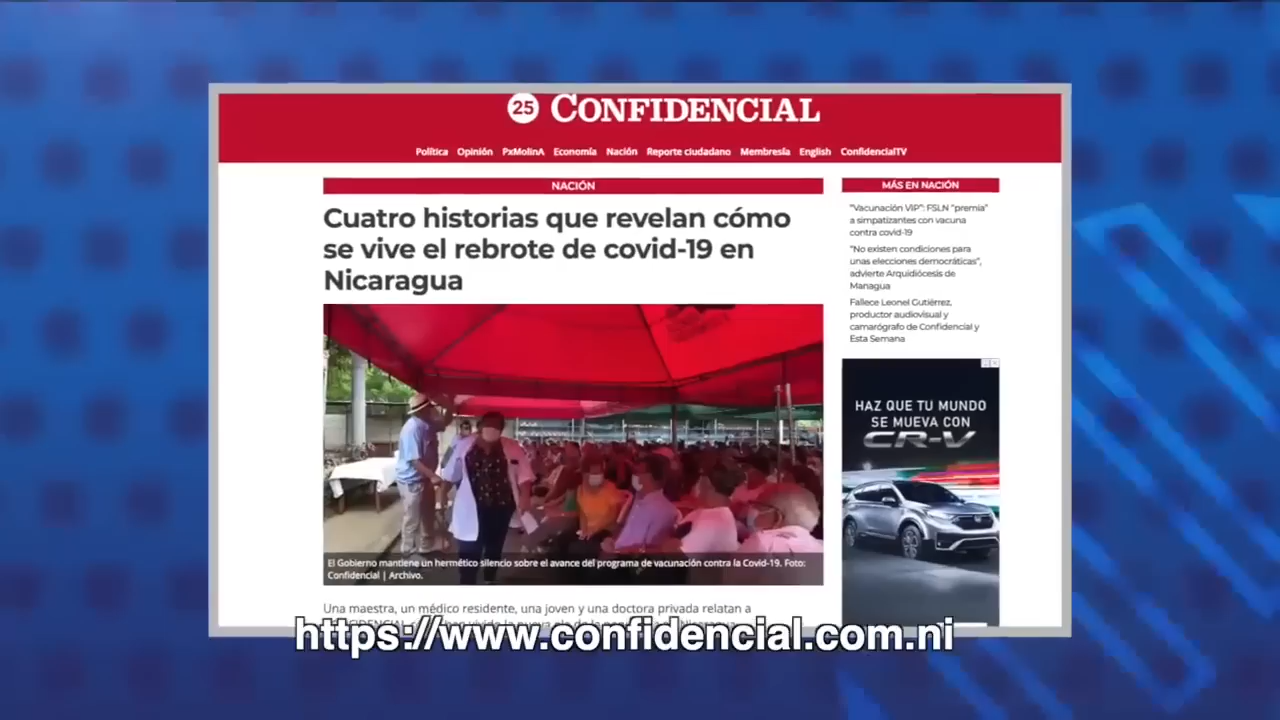 25 CONFIDENCIAL
Política Opinión PxMolinA Economía Nación Reporte ciudadano Membresía English ConfidencialTV
NACIÓN
Cuatro historias que revelan cómo
se vive el rebrote de covid-19 en
Nicaragua
El Gobierno mantiene un hermético silencio sobre el avance del programa de vacunación contra la Covid-19. Foto:
Confidencial | Archivo.
Una maestra, un médico residente, una joven y una doctora privada relatan a
MÁS EN NACIÓN
"Vacunación VIP": FSLN "premia"
a simpatizantes con vacuna
contra covid-19
"No existen condiciones para
unas elecciones democráticas",
advierte Arquidiócesis de
Managua
Fallece Leonel Gutiérrez,
productor audiovisual y
camarógrafo de Confidencial y
Esta Semana
HAZ QUE TU MUNDO
SE MUEVA CON
CR-V
https://www.confidencial.com.ni